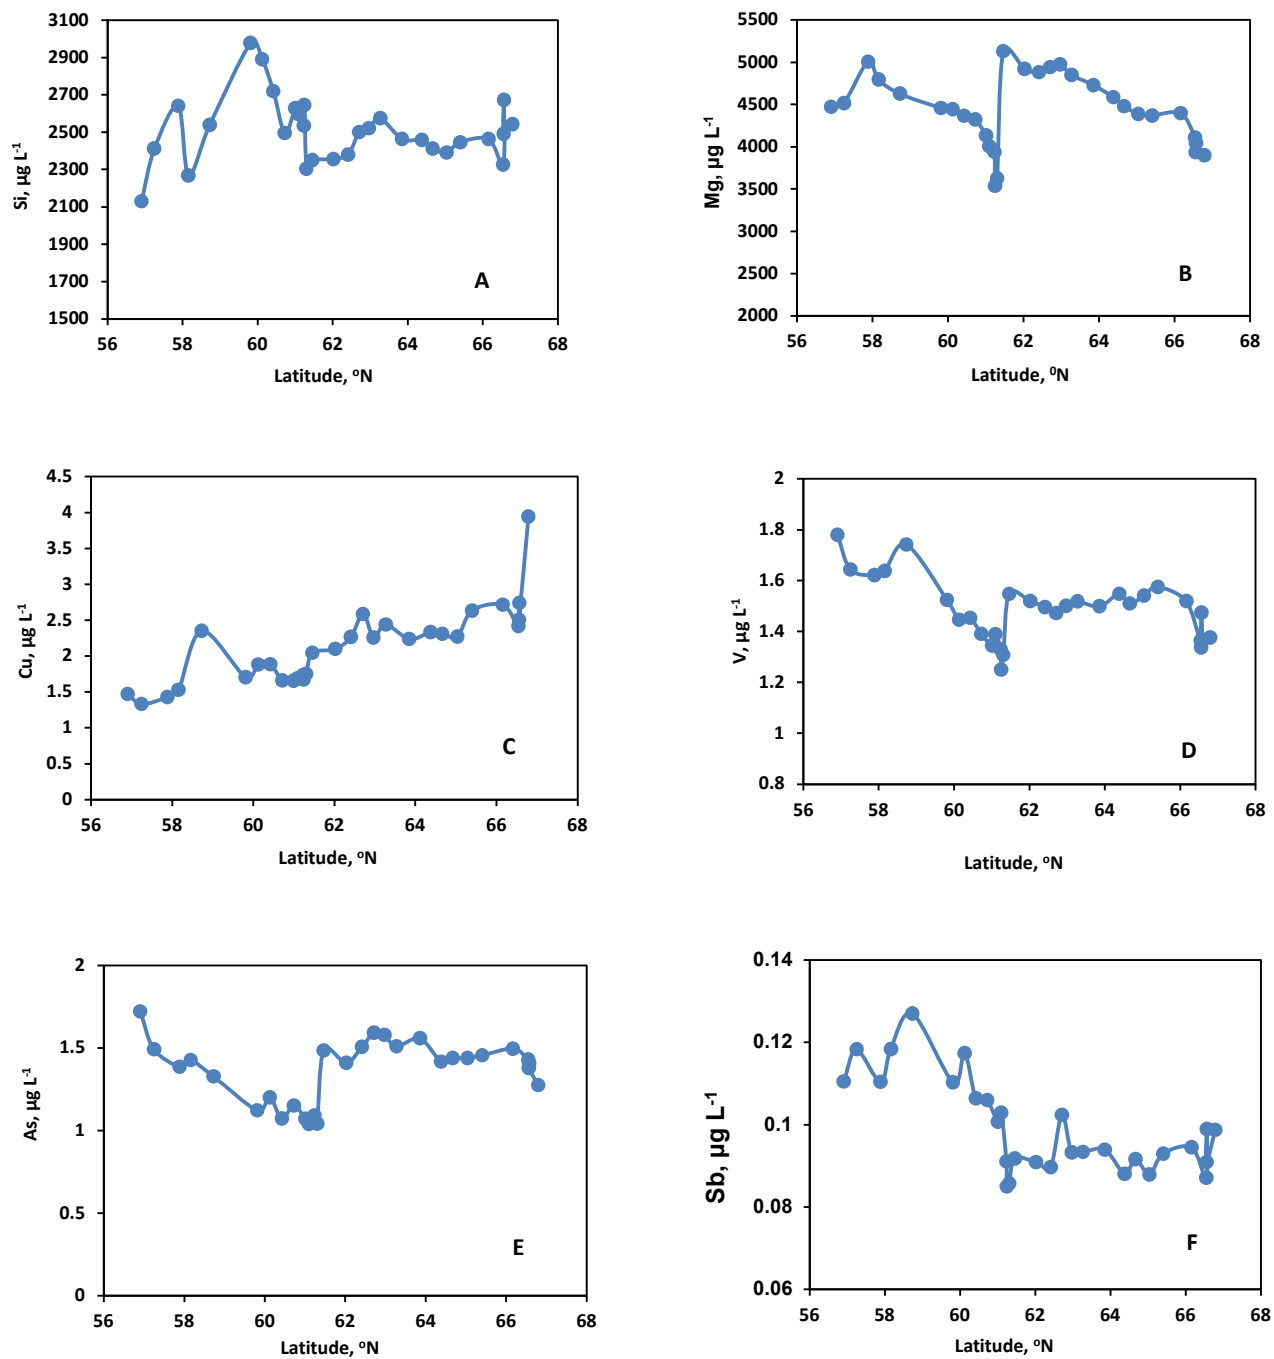 3100
2900
2700
2500
2300
2100
1900
1700
1500
Si, µg L-1
A
56 58 60 62 64 66 68
Latitude, oN
5500
5000
4500
4000
3500
3000
2500
2000
Mg, µg L-1
B
56 58 60 62 64 66 68
Latitude, 0N
4.5
4
3.5
3
2.5
2
1.5
1
0.5
0
Cu, µg L-1
C
56 58 60 62 64 66 68
Latitude, oN
2
1.8
1.6
1.4
1.2
1
0.8
V, µg L-1
D
56 58 60 62 64 66 68
Latitude, oN
2
1.5
1
0.5
0
As, µg L-1
E
56 58 60 62 64 66 68
Latitude, oN
0.14
0.12
0.1
0.08
0.06
Sb, µg L-1
F
56 58 60 62 64 66 68
Latitude, oN